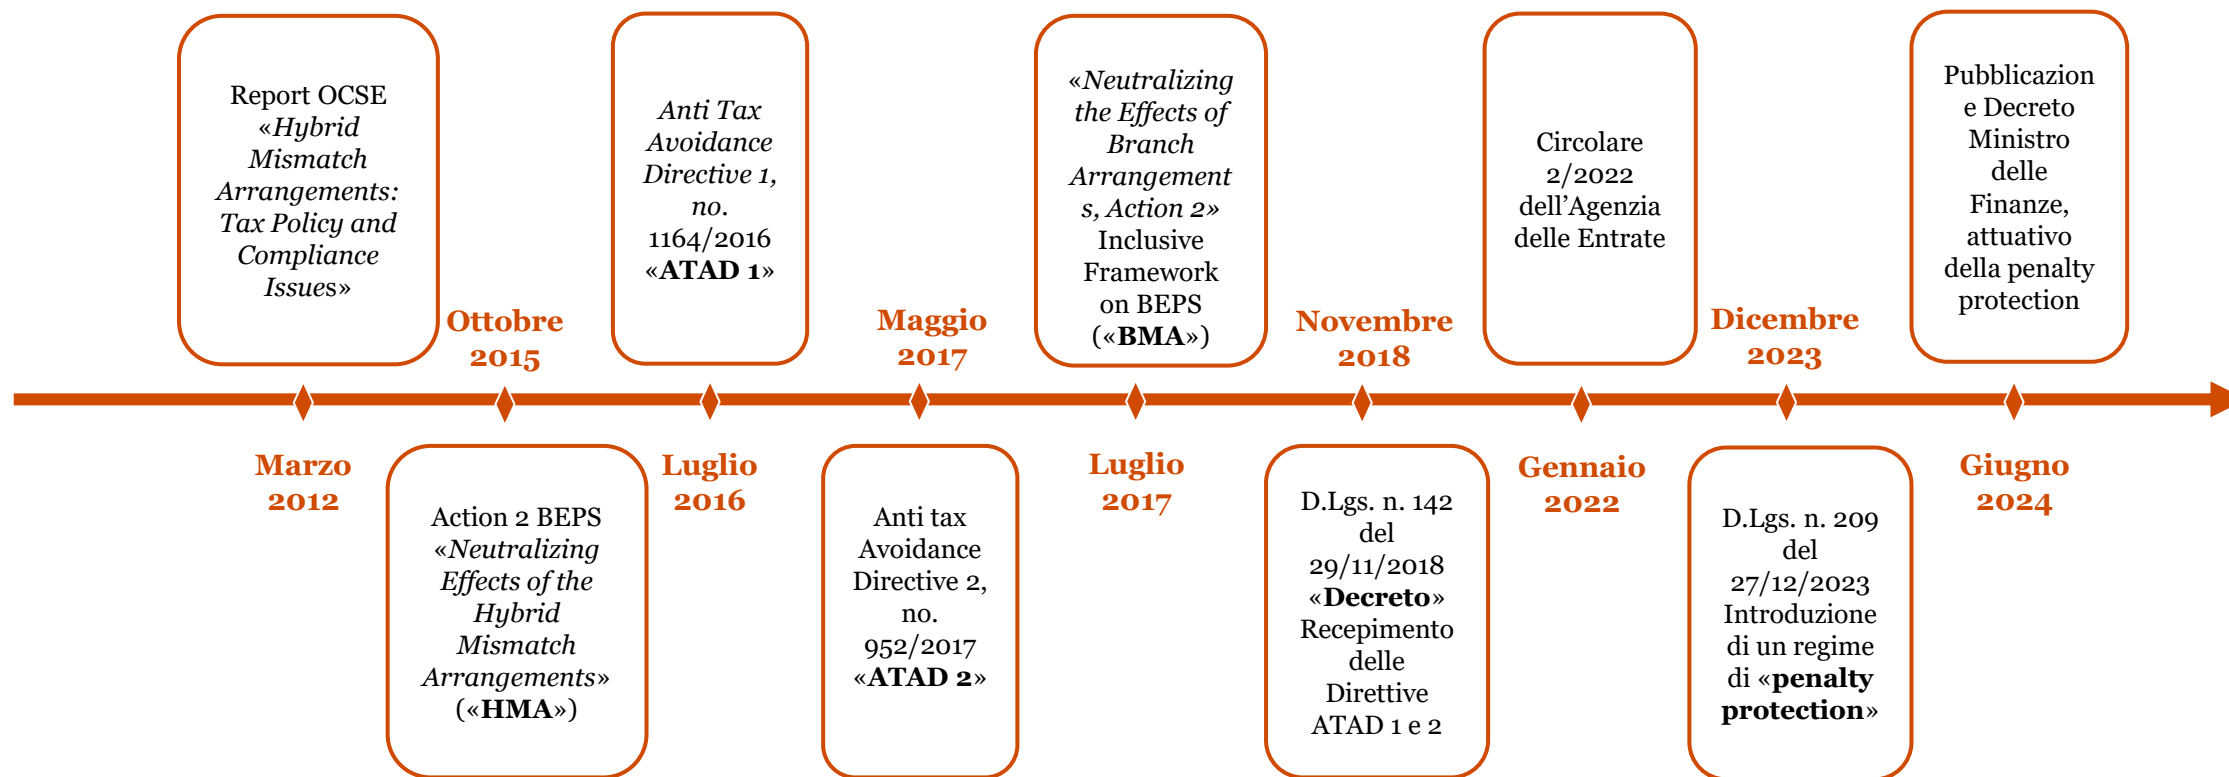 Report OCSE
«Hybrid
Mismatch
Arrangements:
Tax Policy and
Compliance
Issues»
Marzo
2012
Ottobre
2015
Action 2 BEPS
«Neutralizing
Effects of the
Hybrid
Mismatch
Arrangements»
(«HMA»)
Anti Tax
Avoidance
Directive 1,
no.
1164/2016
«ATAD 1»
Luglio
2016
Maggio
2017
Anti tax
Avoidance
Directive 2,
no.
952/2017
«ATAD 2»
«Neutralizing
the Effects of
Branch
Arrangement
s, Action 2»
Inclusive
Framework
on BEPS
(«BMA»)
Luglio
2017
Novembre
2018
D.Lgs. n. 142
del
29/11/2018
«Decreto»
Recepimento
delle
Direttive
ATAD 1 e 2
Circolare
2/2022
dell’Agenzia
delle Entrate
Gennaio
2022
Dicembre
2023
D.Lgs. n. 209
del
27/12/2023
Introduzione
di un regime
di «penalty
protection»
Pubblicazion
e Decreto
Ministro
delle
Finanze,
attuativo
della penalty
protection
Giugno
2024